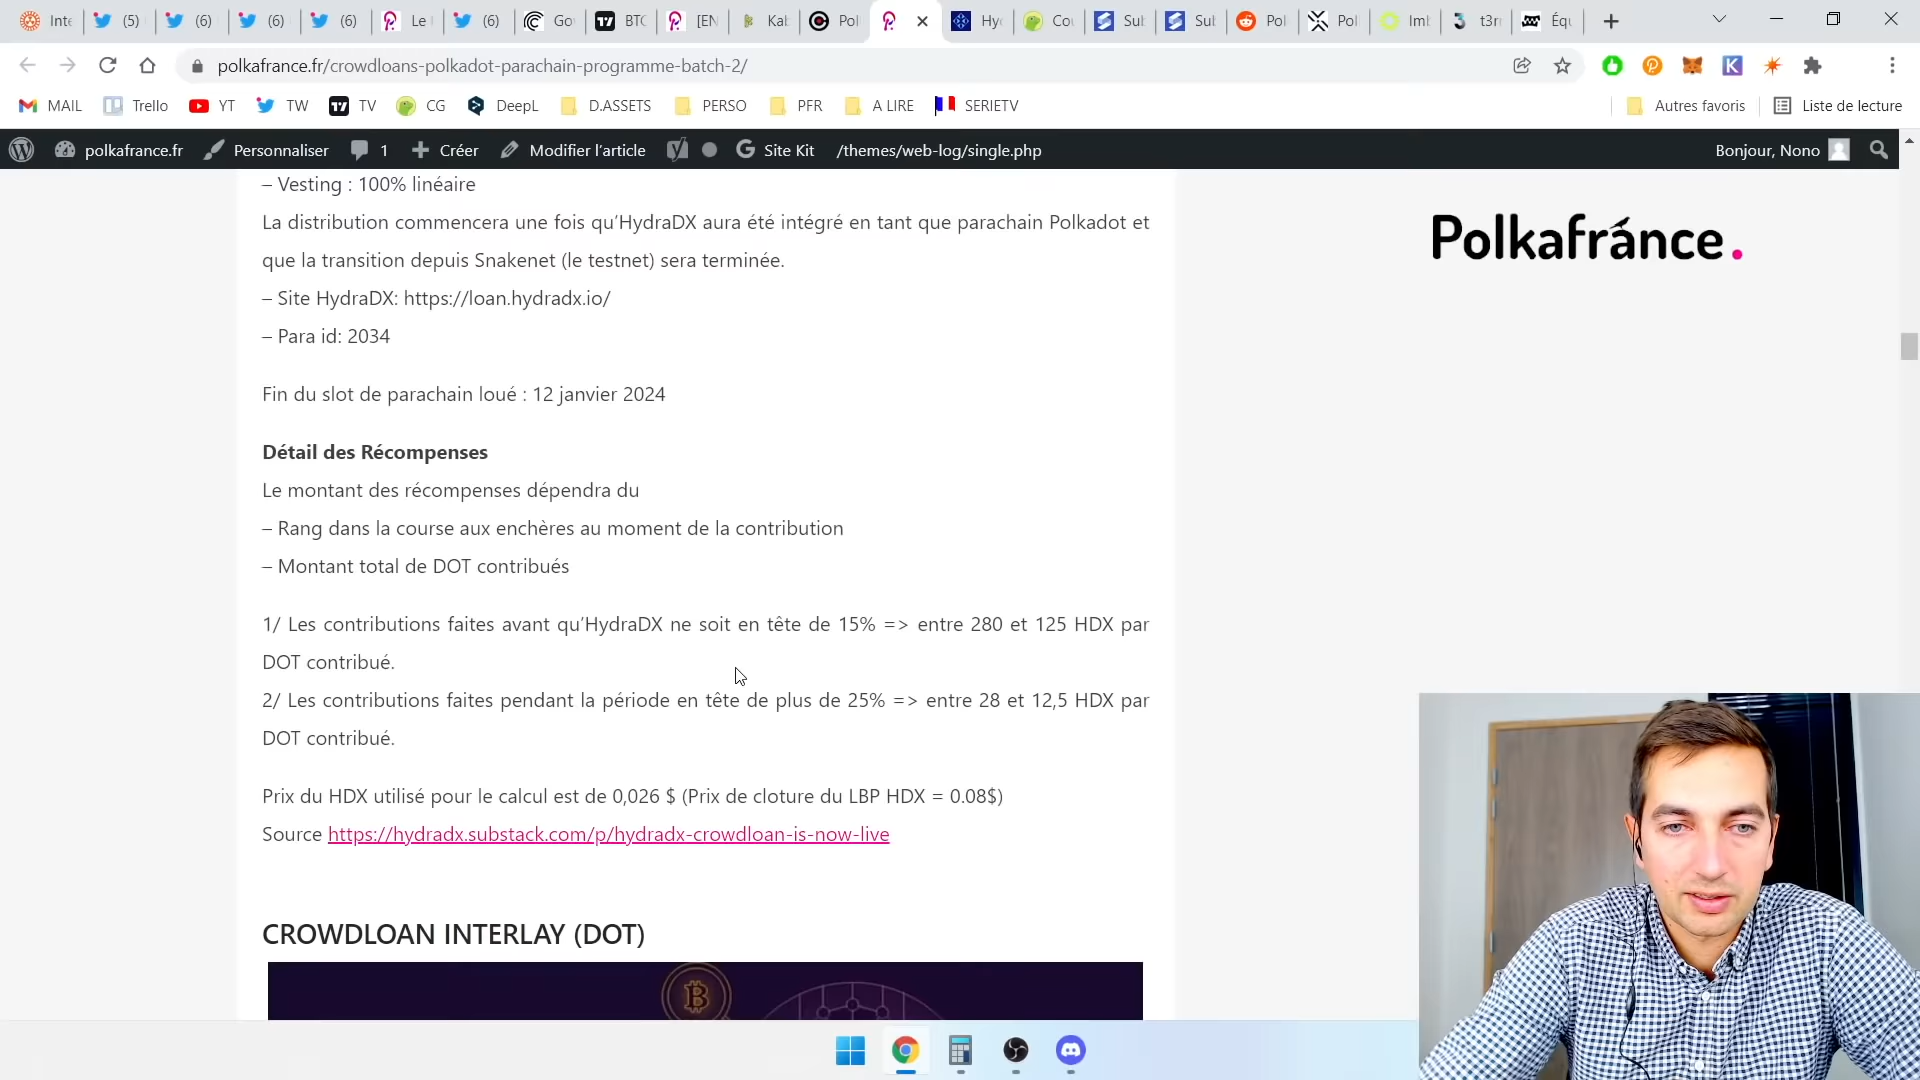 Inte
(5)
(6)
(6)
(6)
Le
(6)
Go
BTC
[EN
Kab
Pol
Hyd
Cou
Sub
Sub
Pol
Pol
Imb
t3rn
Équ
polkafrance.fr/crowdloans-polkadot-parachain-programme-batch-2/
MAIL
Trello
YT
TW
TV
CG
DeepL
D.ASSETS
PERSO
PFR
A LIRE
SERIETV
Autres favoris
Liste de lecture
polkafrance.fr
Personnaliser
1
Créer
Modifier l'article
Site Kit
/themes/web-log/single.php
Bonjour, Nono
– Vesting : 100% linéaire
La distribution commencera une fois qu'HydraDX aura été intégré en tant que parachain Polkadot et
que la transition depuis Snakenet (le testnet) sera terminée.
– Site HydraDX: https://loan.hydradx.io/
– Para id: 2034
Fin du slot de parachain loué : 12 janvier 2024
Détail des Récompenses
Le montant des récompenses dépendra du
– Rang dans la course aux enchères au moment de la contribution
– Montant total de DOT contribués
1/ Les contributions faites avant qu'HydraDX ne soit en tête de 15% => entre 280 et 125 HDX par
DOT contribué.
2/ Les contributions faites pendant la période en tête de plus de 25% => entre 28 et 12,5 HDX par
DOT contribué.
Prix du HDX utilisé pour le calcul est de 0,026 $ (Prix de cloture du LBP HDX = 0.08$)
Source https://hydradx.substack.com/p/hydradx-crowdloan-is-now-live
CROWDLOAN INTERLAY (DOT)
Polkafránce.